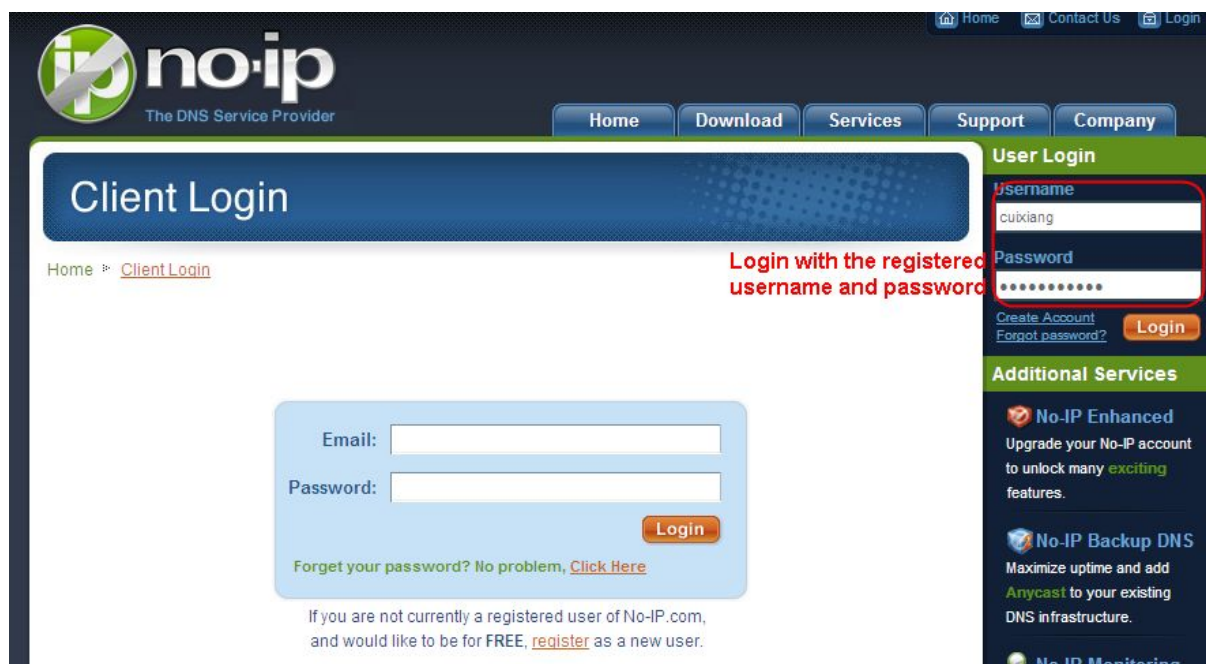 Home Contact Us Login
ip no·ip
The DNS Service Provider
Home Download Services Support Company
Client Login
Home Client Login
Login with the registered
username and password
User Login
Username
cuixiang
Password
•••••••••••
Create Account
Forgot password?
Login
Email:
Password:
Login
Forget your password? No problem, Click Here
If you are not currently a registered user of No-IP.com,
and would like to be for FREE, register as a new user.
Additional Services
No-IP Enhanced
Upgrade your No-IP account
to unlock many exciting
features.
No-IP Backup DNS
Maximize uptime and add
Anycast to your existing
DNS infrastructure.
No-IP Monitoring